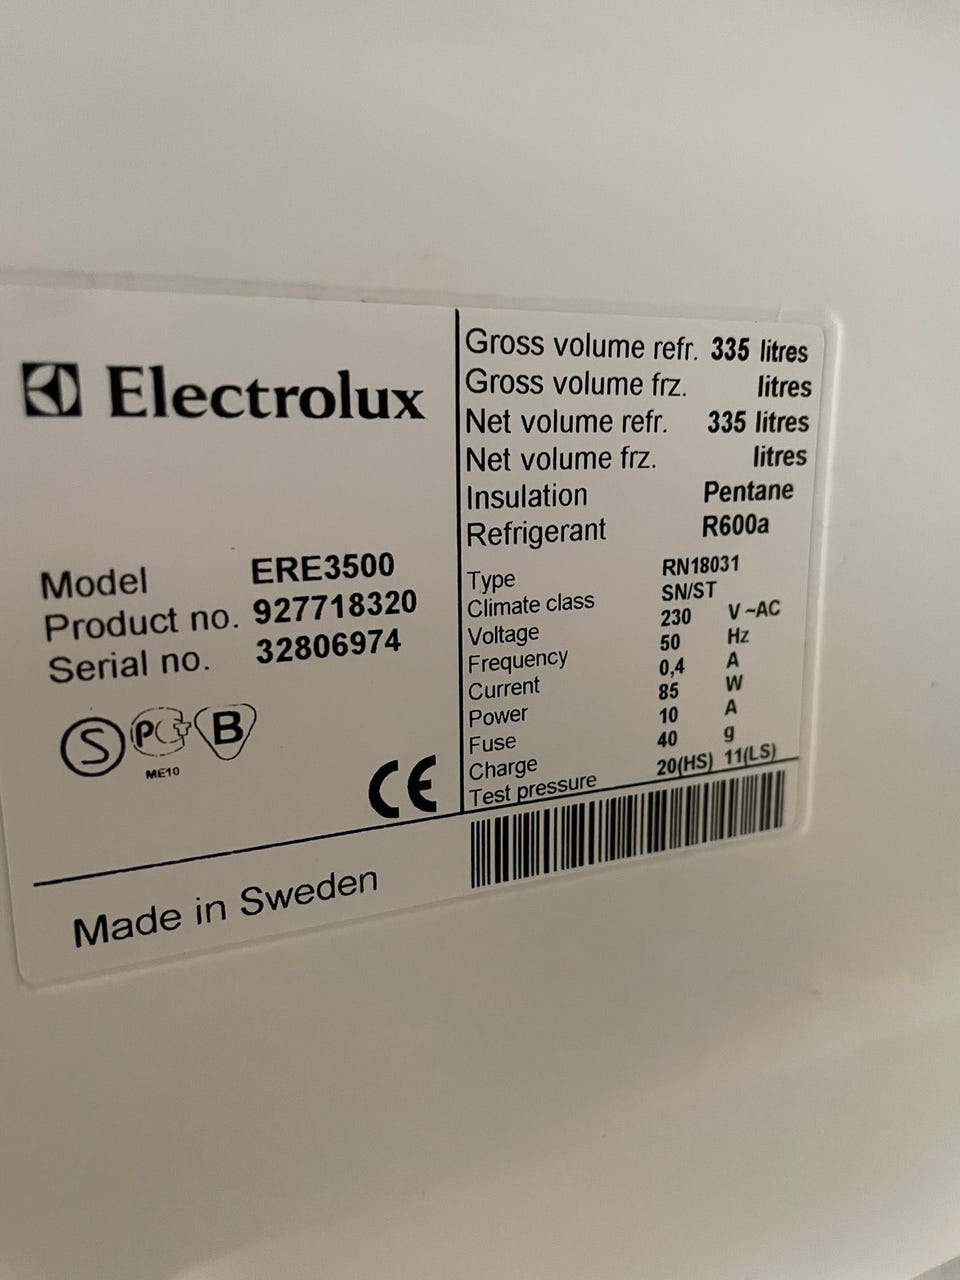 Electrolux
Model ERE3500
Product no. 927718320
Serial no. 32806974
S PCT B
ME10
CE
Made in Sweden
Gross volume refr. 335 litres
Gross volume frz. litres
Net volume refr. 335 litres
Net volume frz. litres
Insulation Pentane
Refrigerant R600a
Type RN18031
Climate class SN/ST
Voltage 230 V ~AC
Frequency 50 Hz
Current 0,4 A
Power 85 W
Fuse 10 A
Charge 40 g
Test pressure 20(HS) 11(LS)